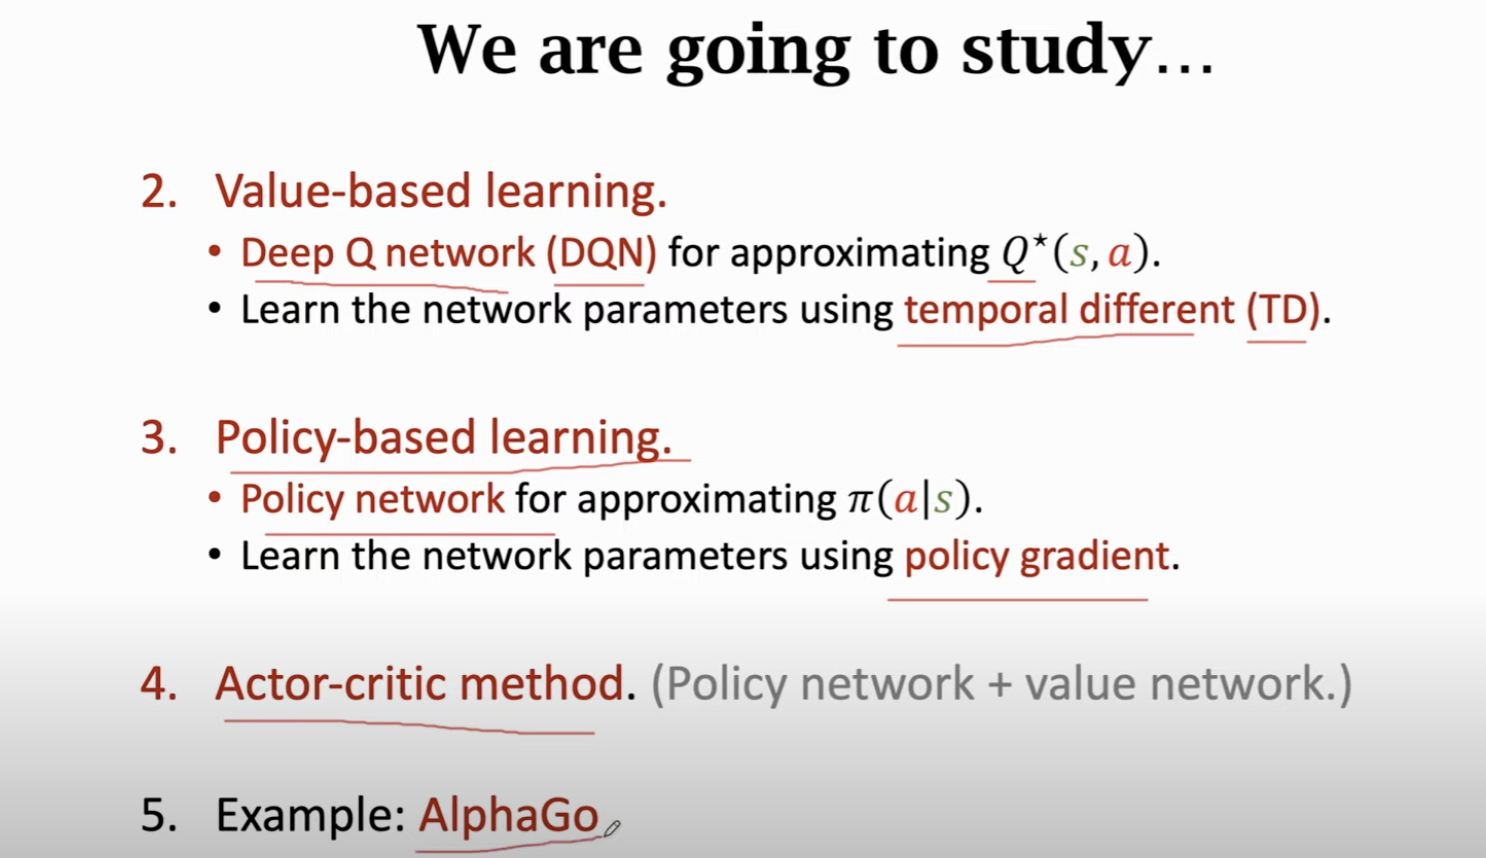 We are going to study…
2. Value-based learning.
• Deep Q network (DQN) for approximating Q⋆(s, a).
• Learn the network parameters using temporal different (TD).
3. Policy-based learning.
• Policy network for approximating π(a|s).
• Learn the network parameters using policy gradient.
4. Actor-critic method. (Policy network + value network.)
5. Example: AlphaGo